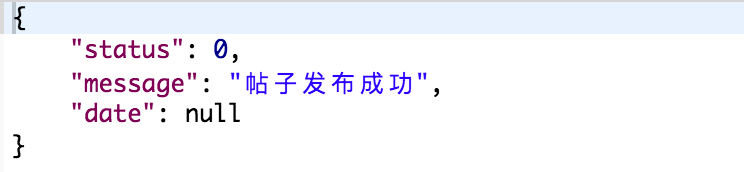 {
    "status": 0,
    "message": "帖子发布成功",
    "date": null
}